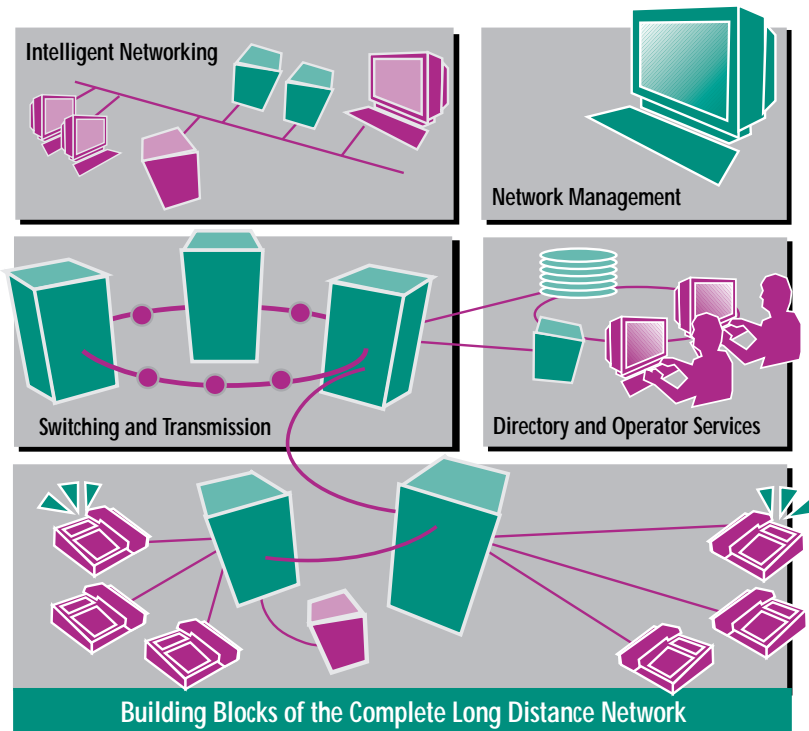 Intelligent Networking
Network Management
Switching and Transmission
Directory and Operator Services
Building Blocks of the Complete Long Distance Network